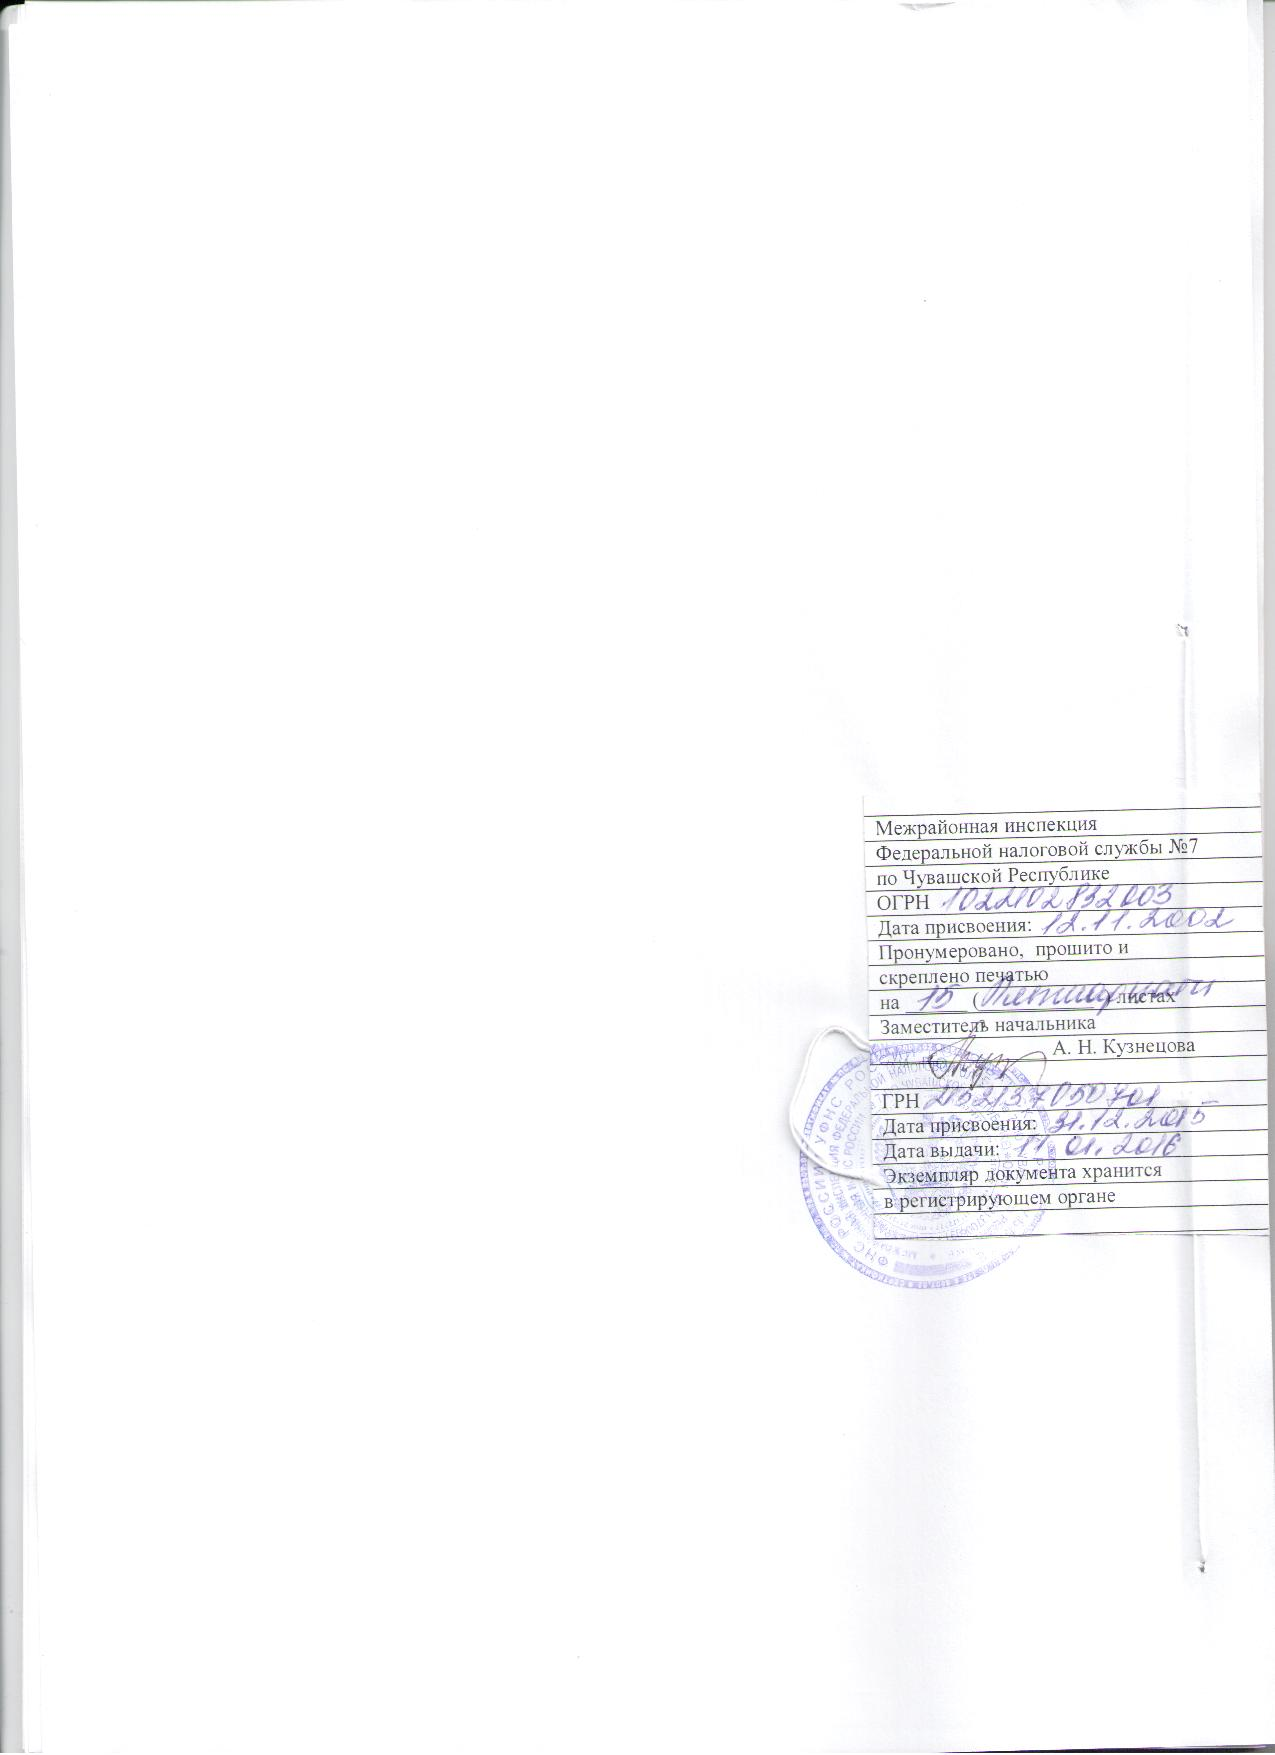 Межрайонная инспекция
Федеральной налоговой службы №7
по Чувашской Республике
ОГРН 1022102832003
Дата присвоения: 12.11.2002
Пронумеровано, прошито и
скреплено печатью
на 15 (Пятнадцати) листах
Заместитель начальника
А. Н. Кузнецова
ГРН 2152137050701
Дата присвоения: 31.12.2015
Дата выдачи: 11.01.2016
Экземпляр документа хранится
в регистрирующем органе